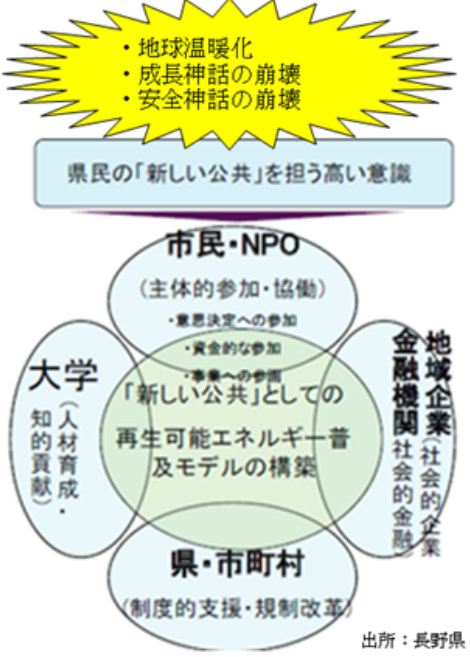 ・地球温暖化
・成長神話の崩壊
・安全神話の崩壊
県民の「新しい公共」を担う高い意識
市民・NPO
(主体的参加・協働)
・意思決定への参加
・資金的な参加
・事業への参画
大学
(人材育成・
知的貢献)
「新しい公共」としての
再生可能エネルギー普
及モデルの構築
地域企業(社会的企業
金融機関(社会的金融)
県・市町村
(制度的支援・規制改革)
出所：長野県